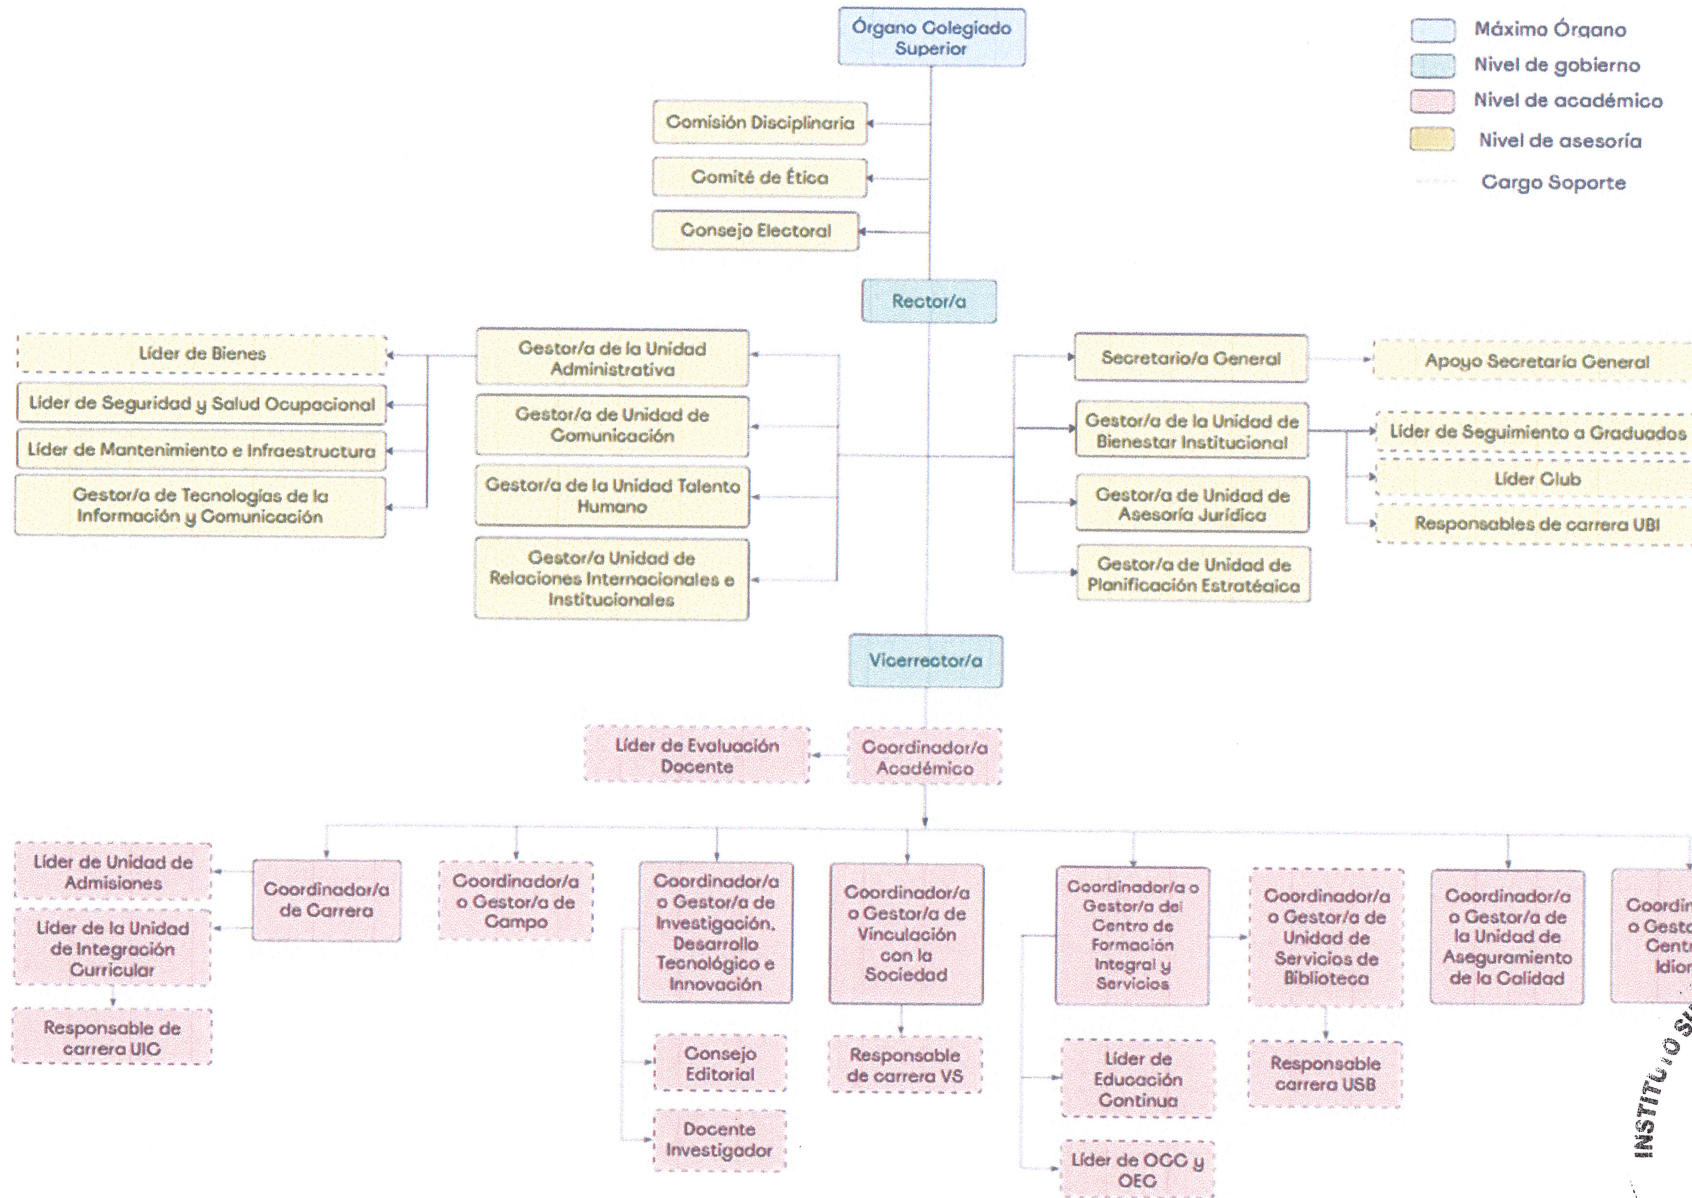 Órgano Colegiado
Superior
Máximo Órgano
Nivel de gobierno
Nivel de académico
Nivel de asesoría
Cargo Soporte
Comisión Disciplinaria
Comité de Ética
Consejo Electoral
Rector/a
Líder de Bienes
Líder de Seguridad y Salud Ocupacional
Líder de Mantenimiento e Infraestructura
Gestor/a de Tecnologías de la
Información y Comunicación
Gestor/a de la Unidad
Administrativa
Gestor/a de Unidad de
Comunicación
Gestor/a de la Unidad Talento
Humano
Gestor/a Unidad de
Relaciones Internacionales e
Institucionales
Secretario/a General
Gestor/a de la Unidad de
Bienestar Institucional
Gestor/a de Unidad de
Asesoría Jurídica
Gestor/a de Unidad de
Planificación Estratégica
Apoyo Secretaría General
Líder de Seguimiento a Graduados
Líder Club
Responsables de carrera UBI
Vicerrector/a
Líder de Evaluación
Docente
Coordinador/a
Académico
Líder de Unidad de
Admisiones
Líder de la Unidad
de Integración
Curricular
Responsable de
carrera UIC
Coordinador/a
de Carrera
Coordinador/a
o Gestor/a de
Campo
Coordinador/a
o Gestor/a de
Investigación,
Desarrollo
Tecnológico e
Innovación
Consejo
Editorial
Docente
Investigador
Coordinador/a
o Gestor/a de
Vinculación
con la
Sociedad
Responsable
de carrera VS
Coordinador/a o
Gestor/a del
Centro de
Formación
Integral y
Servicios
Líder de
Educación
Continua
Líder de OCC y
OEC
Coordinador/a
o Gestor/a de
Unidad de
Servicios de
Biblioteca
Responsable
carrera USB
Coordinador/a
o Gestor/a de
la Unidad de
Aseguramiento
de la Calidad
Coordin
o Gesto
Centr
Idion
INSTITUTO SU